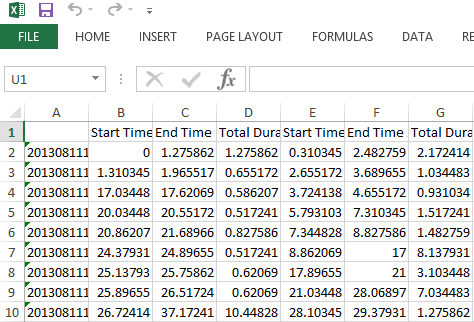 FILE HOME INSERT PAGE LAYOUT FORMULAS DATA RE
U1 fx
A B C D E F G
1 Start Time End Time Total Dura Start Time End Time Total Dura
2 201308111 0 1.275862 1.275862 0.310345 2.482759 2.172414
3 201308111 1.310345 1.965517 0.655172 2.655172 3.689655 1.034483
4 201308111 17.03448 17.62069 0.586207 3.724138 4.655172 0.931034
5 201308111 20.03448 20.55172 0.517241 5.793103 7.310345 1.517241
6 201308111 20.86207 21.68966 0.827586 7.344828 8.827586 1.482759
7 201308111 24.37931 24.89655 0.517241 8.862069 17 8.137931
8 201308111 25.13793 25.75862 0.62069 17.89655 21 3.103448
9 201308111 25.89655 26.51724 0.62069 21.03448 28.06897 7.034483
10 201308111 26.72414 37.17241 10.44828 28.10345 29.37931 1.275862